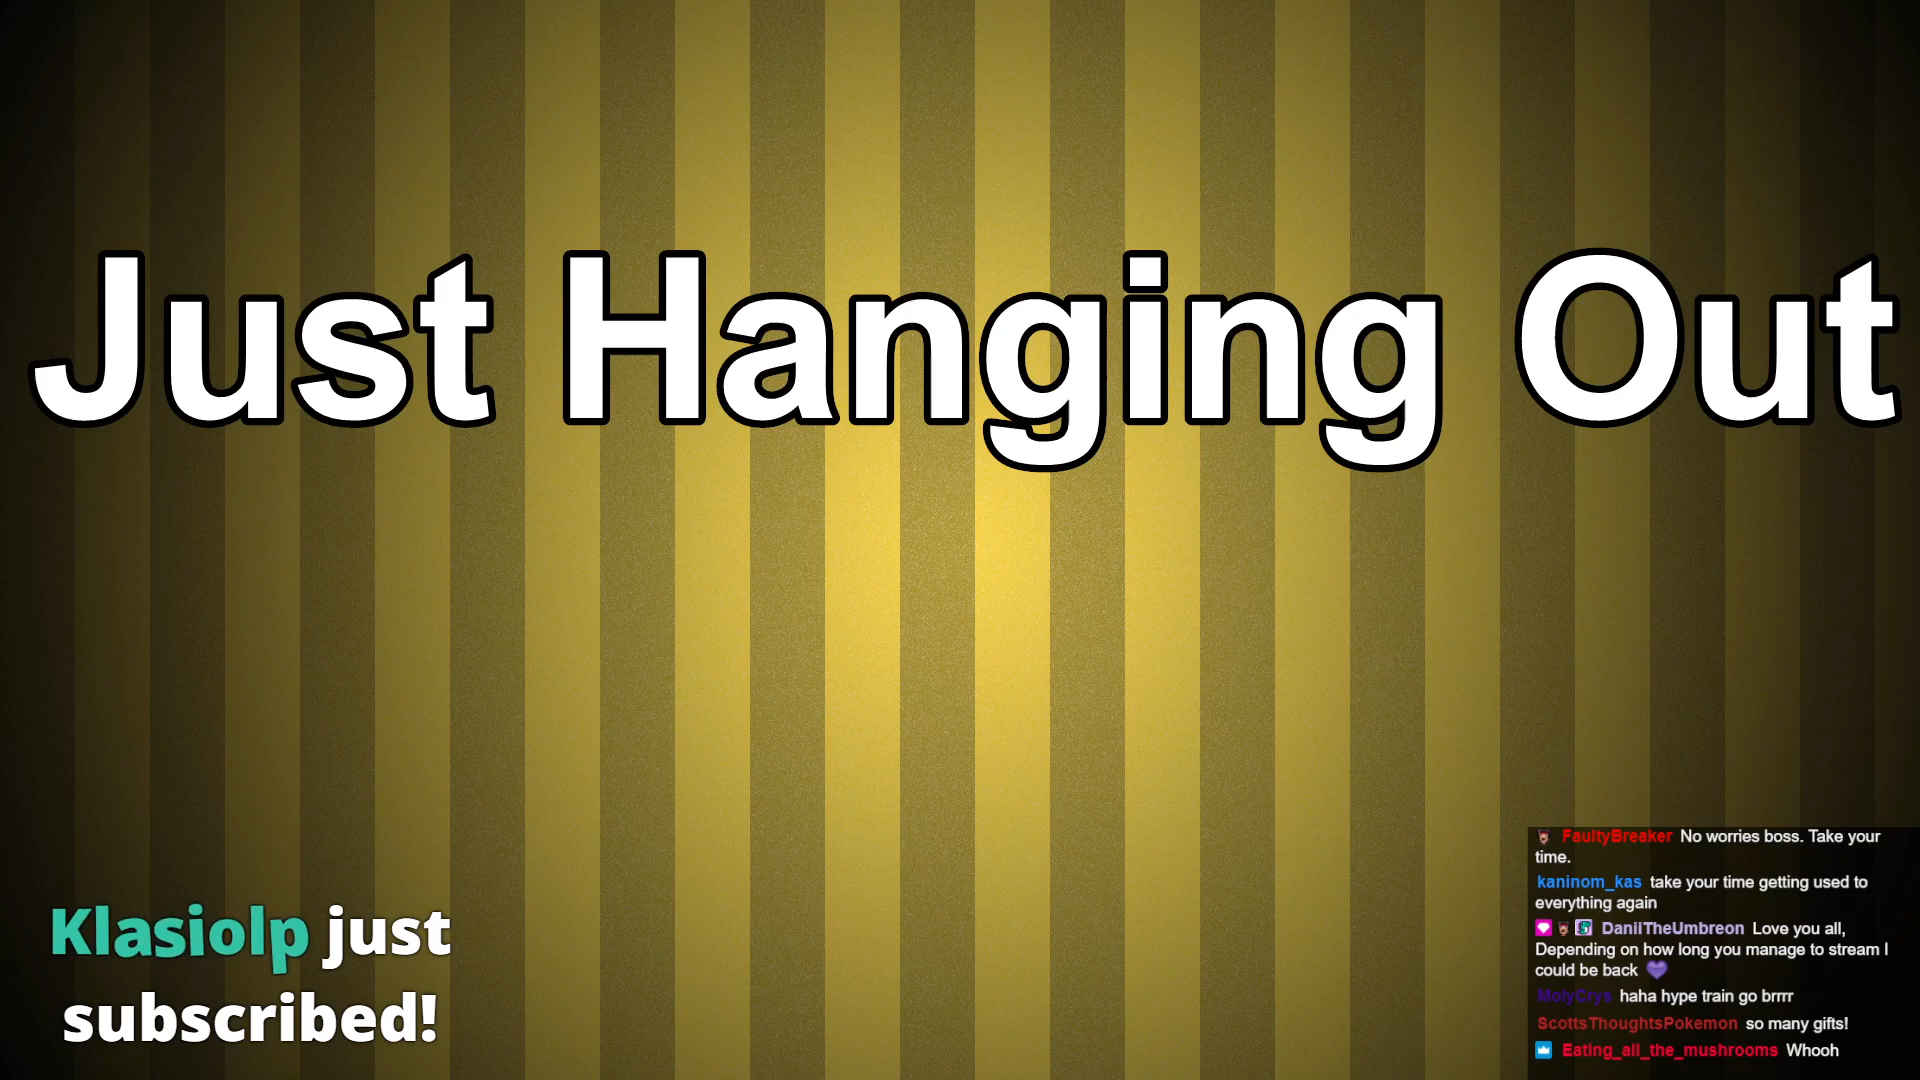 Just Hanging Out
Klasiolp just
subscribed!
FaultyBreaker No worries boss. Take your
time.
kaninom_kas take your time getting used to
everything again
DaniiTheUmbreon Love you all,
Depending on how long you manage to stream I
could be back
MolyCrys haha hype train go brrrr
ScottsThoughtsPokemon so many gifts!
Eating_all_the_mushrooms Whooh